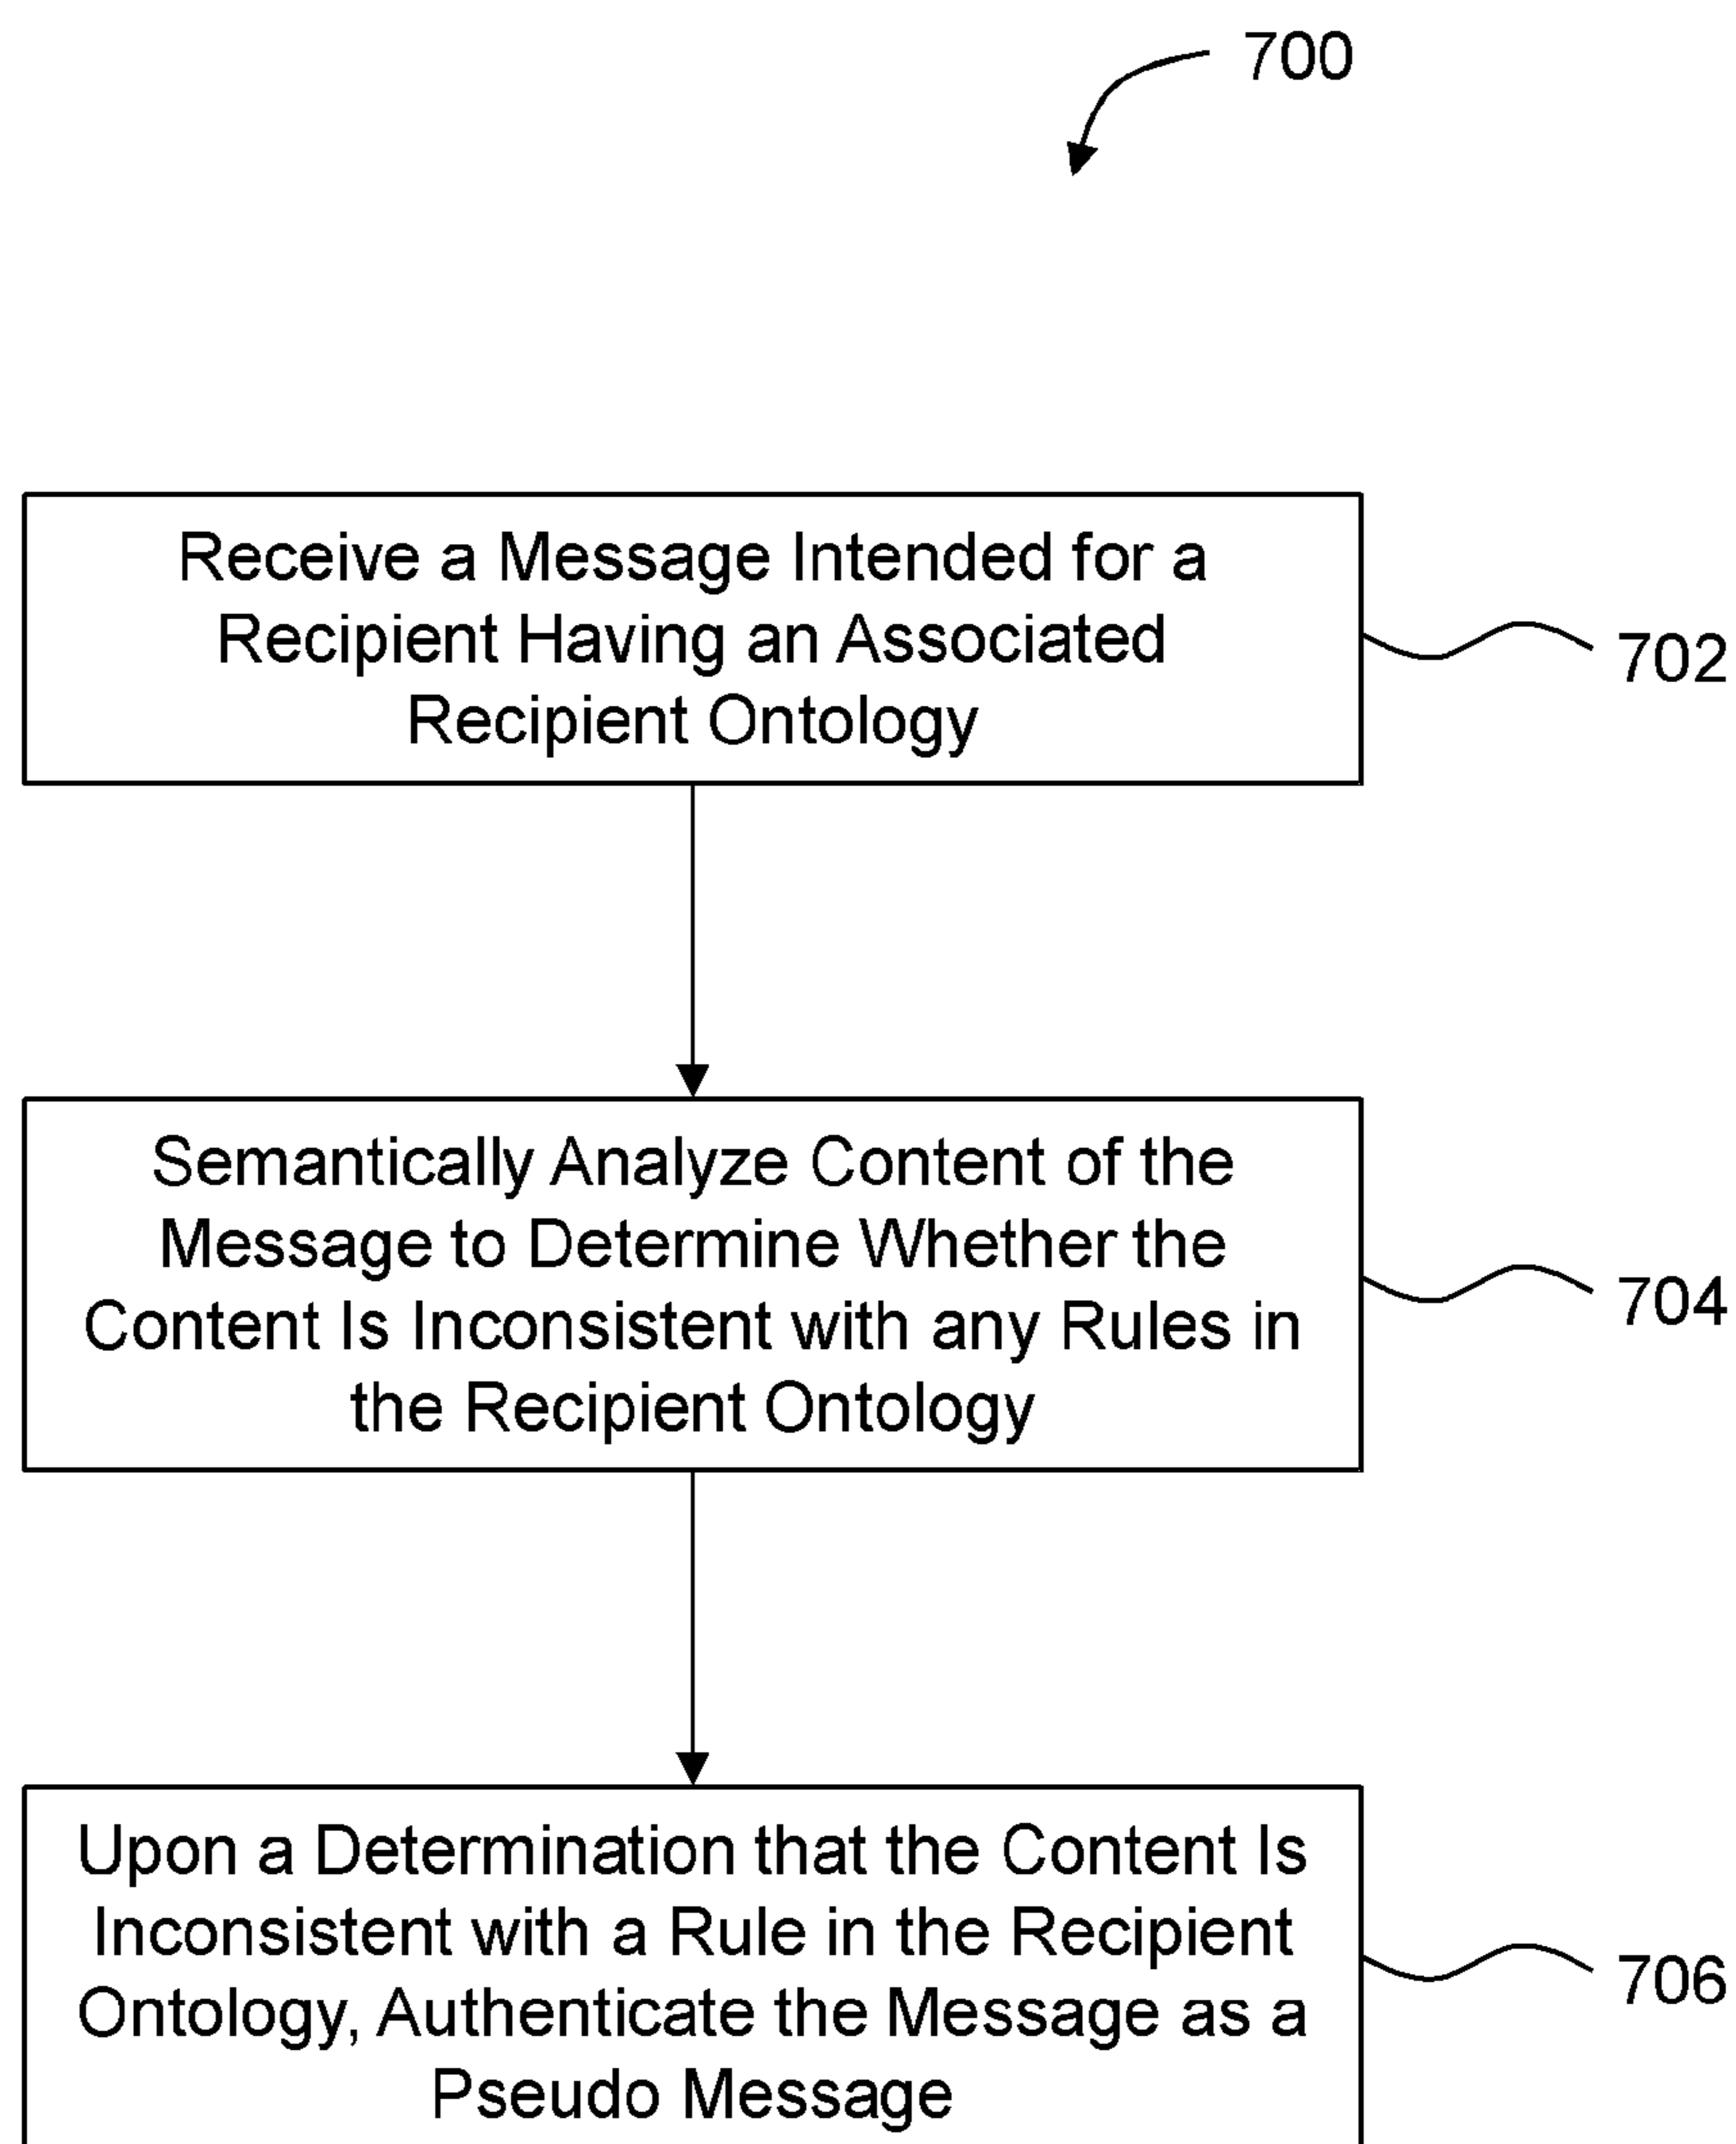 700
Receive a Message Intended for a
Recipient Having an Associated
Recipient Ontology
702
Semantically Analyze Content of the
Message to Determine Whether the
Content Is Inconsistent with any Rules in
the Recipient Ontology
704
Upon a Determination that the Content Is
Inconsistent with a Rule in the Recipient
Ontology, Authenticate the Message as a
Pseudo Message
706